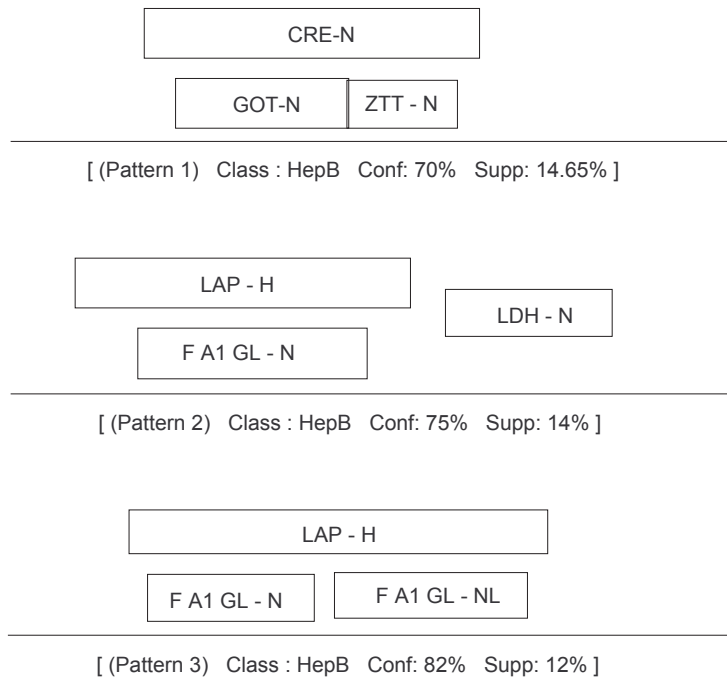 CRE-N
GOT-N ZTT - N
[ (Pattern 1) Class : HepB Conf: 70% Supp: 14.65% ]
LAP - H
LDH - N
F A1 GL - N
[ (Pattern 2) Class : HepB Conf: 75% Supp: 14% ]
LAP - H
F A1 GL - N F A1 GL - NL
[ (Pattern 3) Class : HepB Conf: 82% Supp: 12% ]